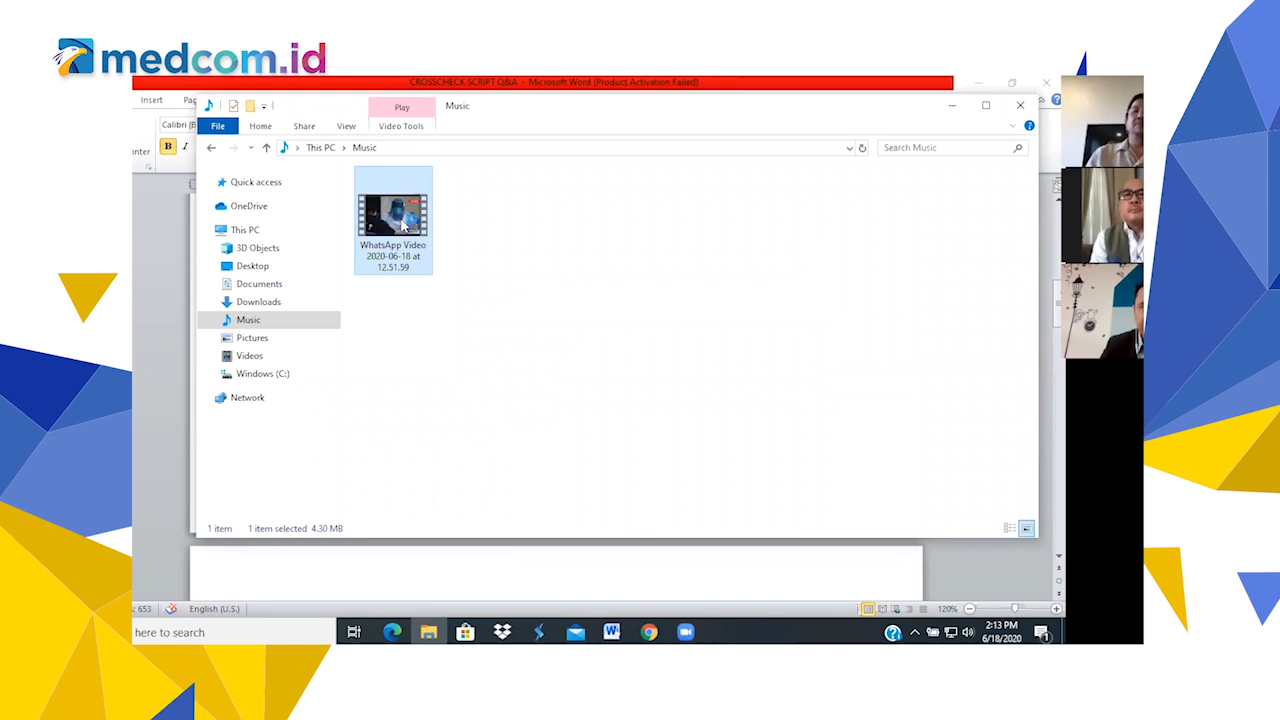 medcom.id
CROSSCHECK SCRIPT Q&A - Microsoft Word (Product Activation Failed)
Insert
Calibri
B I
Play
Music
File Home Share View Video Tools
This PC Music
Search Music
Quick access
OneDrive
This PC
3D Objects
Desktop
Documents
Downloads
Music
Pictures
Videos
Windows (C:)
Network
WhatsApp Video
2020-06-18 at
12.51.59
1 item 1 item selected 4.30 MB
: 653 English (U.S.) 120%
here to search
2:13 PM
6/18/2020
1